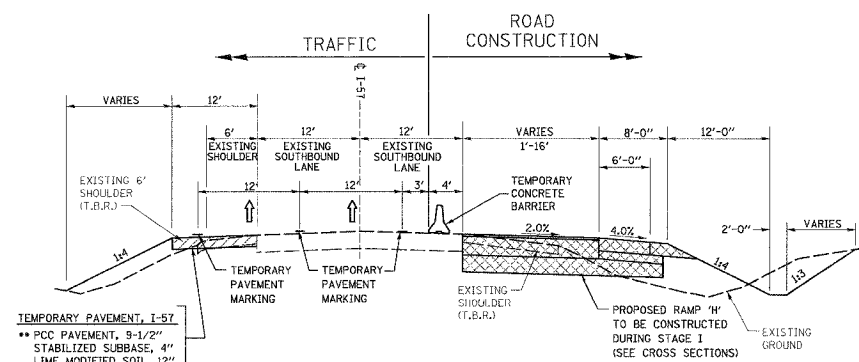 ROAD
TRAFFIC
CONSTRUCTION
℄ I-57
VARIES
12'
6'
EXISTING
SHOULDER
12'
EXISTING
SOUTHBOUND
LANE
12'
EXISTING
SOUTHBOUND
LANE
VARIES
1'-16'
8'-0"
12'-0"
6'-0"
EXISTING 6'
SHOULDER
(T.B.R.)
12'
12'
3'
4'
TEMPORARY
CONCRETE
BARRIER
2'-0"
VARIES
2.0%
4.0%
1:4
1:4
1:3
TEMPORARY
PAVEMENT
MARKING
TEMPORARY
PAVEMENT
MARKING
EXISTING
SHOULDER
(T.B.R.)
PROPOSED RAMP 'H'
TO BE CONSTRUCTED
DURING STAGE I
(SEE CROSS SECTIONS)
EXISTING
GROUND
TEMPORARY PAVEMENT, I-57
** PCC PAVEMENT, 9-1/2"
STABILIZED SUBBASE, 4"
LIME MODIFIED SOIL, 12"